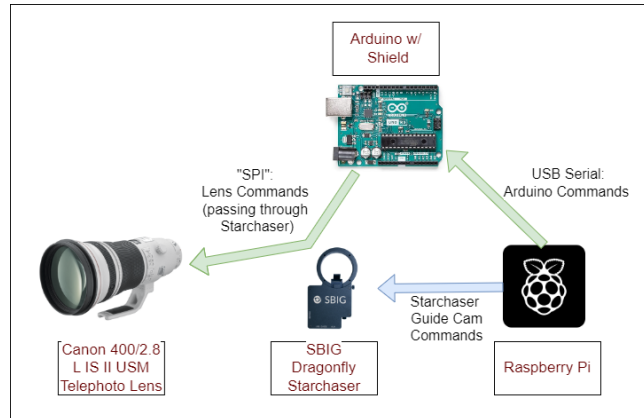 Arduino w/
Shield
"SPI":
Lens Commands
(passing through
Starchaser)
USB Serial:
Arduino Commands
SBIG
Starchaser
Guide Cam
Commands
Canon 400/2.8
L IS II USM
Telephoto Lens
SBIG
Dragonfly
Starchaser
Raspberry Pi